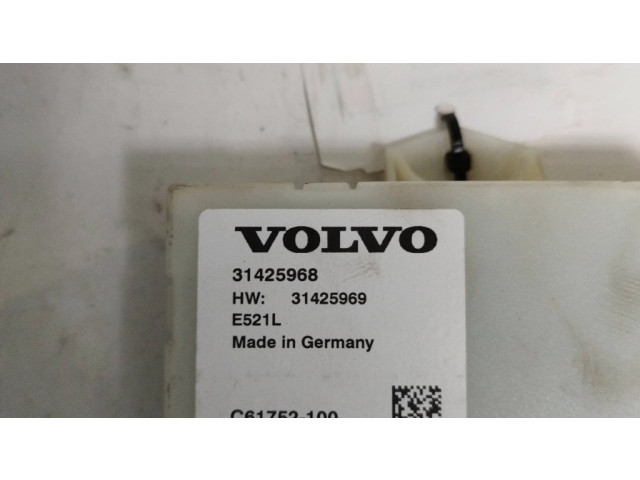 VOLVO
31425968
HW: 31425969
E521L
Made in Germany
C61752-100